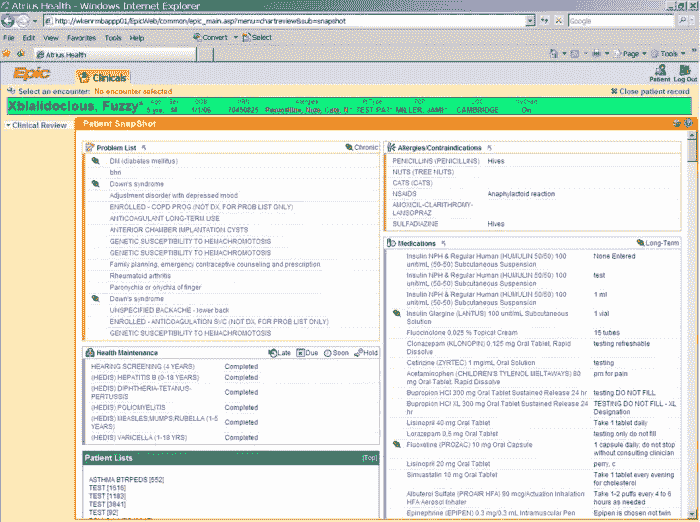 Atrius Health - Windows Internet Explorer
http://wkenrmbappp01/EpicWeb/common/epic_main.asp?menu=chartreview&sub=snapshot
Google
File Edit View Favorites Tools Help
Convert
Select
Atrius Health
Page
Tools
Epic
Clinicals
Patient Log Out
Select an encounter: No encounter selected
Close patient record
Xbialidocious, Fuzzy
Age
Sex
DOB
MRN
Allergies
Pt Type
PCP
MyChart
M 1/1/06 TEST PAT MILLER, JAMI CAMBRIDGE On
Clinical Review
Patient SnapShot
Problem List
Chronic
DM (diabetes mellitus)
bhn
Down's syndrome
Adjustment disorder with depressed mood
ENROLLED - COPD PROG (NOT DX, FOR PROB LIST ONLY)
ANTICOAGULANT LONG-TERM USE
ANTERIOR CHAMBER IMPLANTATION CYSTS
GENETIC SUSCEPTIBILITY TO HEMACHROMOTOSIS
GENETIC SUSCEPTIBILITY TO HEMACHROMOTOSIS
Family planning, emergency contraceptive counseling and prescription
Rheumatoid arthritis
Paronychia or onychia of finger
Down's syndrome
UNSPECIFIED BACKACHE - lower back
ENROLLED - ANTICOAGULATION SVC (NOT DX, FOR PROB LIST ONLY)
GENETIC SUSCEPTIBILITY TO HEMACHROMOTOSIS
Health Maintenance
Late Due Soon Hold
HEARING SCREENING (4 YEARS) Completed
(HEDIS) HEPATITIS B (0-18 YEARS) Completed
(HEDIS) DIPHTHERIA-TETANUS-PERTUSSIS Completed
(HEDIS) POLIOMYELITIS Completed
(HEDIS) MEASLES;MUMPS;RUBELLA (1-5 YEARS) Completed
(HEDIS) VARICELLA (1-18 YRS) Completed
Patient Lists
[Top]
ASTHMA BTRPEDS [552]
TEST [1516]
TEST [1183]
TEST [3841]
TEST [92]
Allergies/Contraindications
PENICILLINS (PENICILLINS) Hives
NUTS (TREE NUTS)
CATS (CATS)
NSAIDS Anaphylactoid reaction
AMOXICIL-CLARITHROMY-LANSOPRAZ
SULFADIAZINE Hives
Medications
Long-Term
Insulin NPH & Regular Human (HUMULIN 50/50) 100 None Entered
unit/mL (50-50) Subcutaneous Suspension
Insulin NPH & Regular Human (HUMULIN 50/50) 100 test
unit/mL (50-50) Subcutaneous Suspension
Insulin NPH & Regular Human (HUMULIN 50/50) 100 1 ml
unit/mL (50-50) Subcutaneous Suspension
Insulin Glargine (LANTUS) 100 unit/mL Subcutaneous 1 vial
Solution
Fluocinolone 0.025 % Topical Cream 15 tubes
Clonazepam (KLONOPIN) 0.125 mg Oral Tablet, Rapid testing refreshable
Dissolve
Cetirizine (ZYRTEC) 1 mg/mL Oral Solution testing
Acetaminophen (CHILDREN'S TYLENOL MELTAWAYS) 80 prn for pain
mg Oral Tablet, Rapid Dissolve
Bupropion HCl 300 mg Oral Tablet Sustained Release 24 hr testing DO NOT FILL
Bupropion HCl XL 300 mg Oral Tablet Sustained Release 24 TESTING DO NOT FILL - XL
hr Designation
Lisinopril 40 mg Oral Tablet Take 1 tablet daily
Lorazepam 0.5 mg Oral Tablet testing only do not fill
Fluoxetine (PROZAC) 10 mg Oral Capsule 1 capsule daily; do not stop
without consulting clinician
Lisinopril 20 mg Oral Tablet perry, c
Simvastatin 10 mg Oral Tablet Take 1 tablet every evening
for cholesterol
Albuterol Sulfate (PROAIR HFA) 90 mcg/Actuation Inhalation Take 1-2 puffs every 4 to 6
HFA Aerosol Inhaler hours as needed
Epinephrine (EPIPEN) 0.3 mg/0.3 mL Intramuscular Pen Epipen is chosen not twin